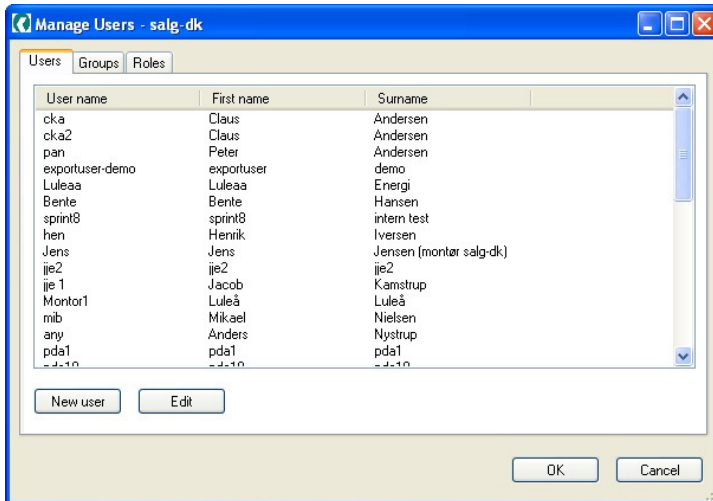 Manage Users - salg-dk
Users Groups Roles
User name First name Surname
cka Claus Andersen
cka2 Claus Andersen
pan Peter Andersen
exportuser-demo exportuser demo
Luleaa Luleaa Energi
Bente Bente Hansen
sprint8 sprint8 intern test
hen Henrik Iversen
Jens Jens Jensen (montør salg-dk)
jje2 jje2 jje2
jje 1 Jacob Kamstrup
Montor1 Luleå Luleå
mib Mikael Nielsen
any Anders Nystrup
pda1 pda1 pda1
New user Edit
OK Cancel